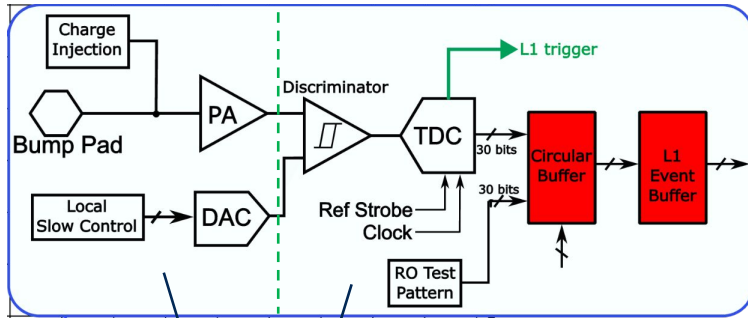 Charge
Injection
Bump Pad
PA
Discriminator
L1 trigger
TDC
30 bits
30 bits
Circular
Buffer
L1
Event
Buffer
Local
Slow Control
DAC
Ref Strobe
Clock
RO Test
Pattern